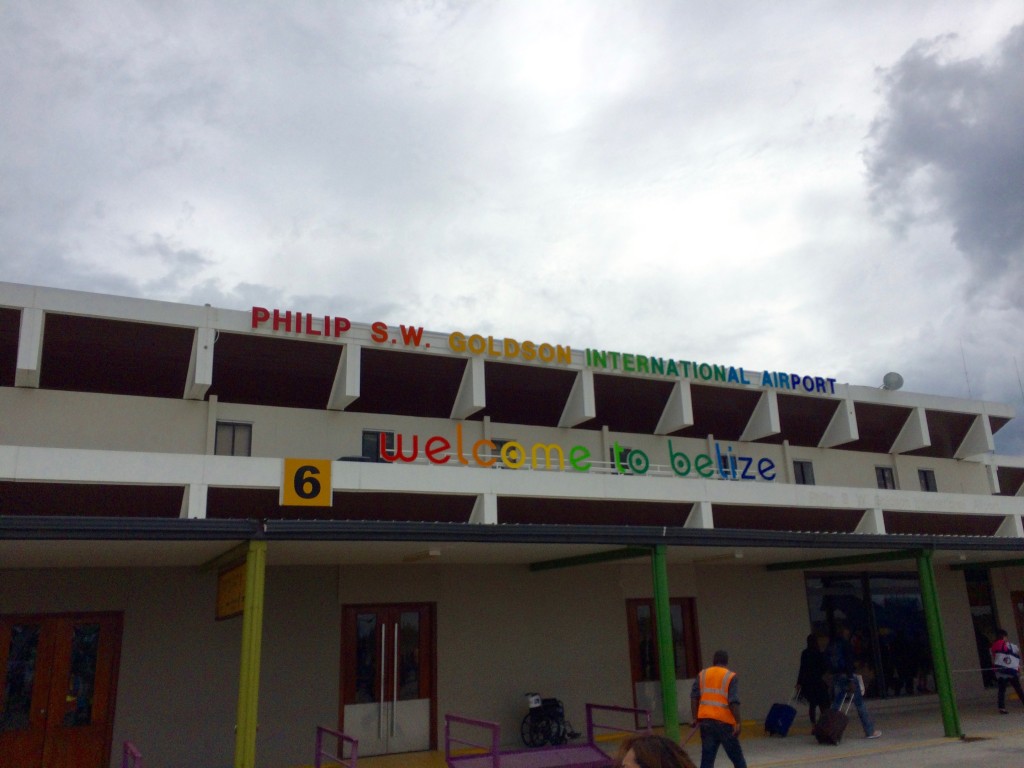 PHILIP S.W. GOLDSON INTERNATIONAL AIRPORT
welcome to belize
6